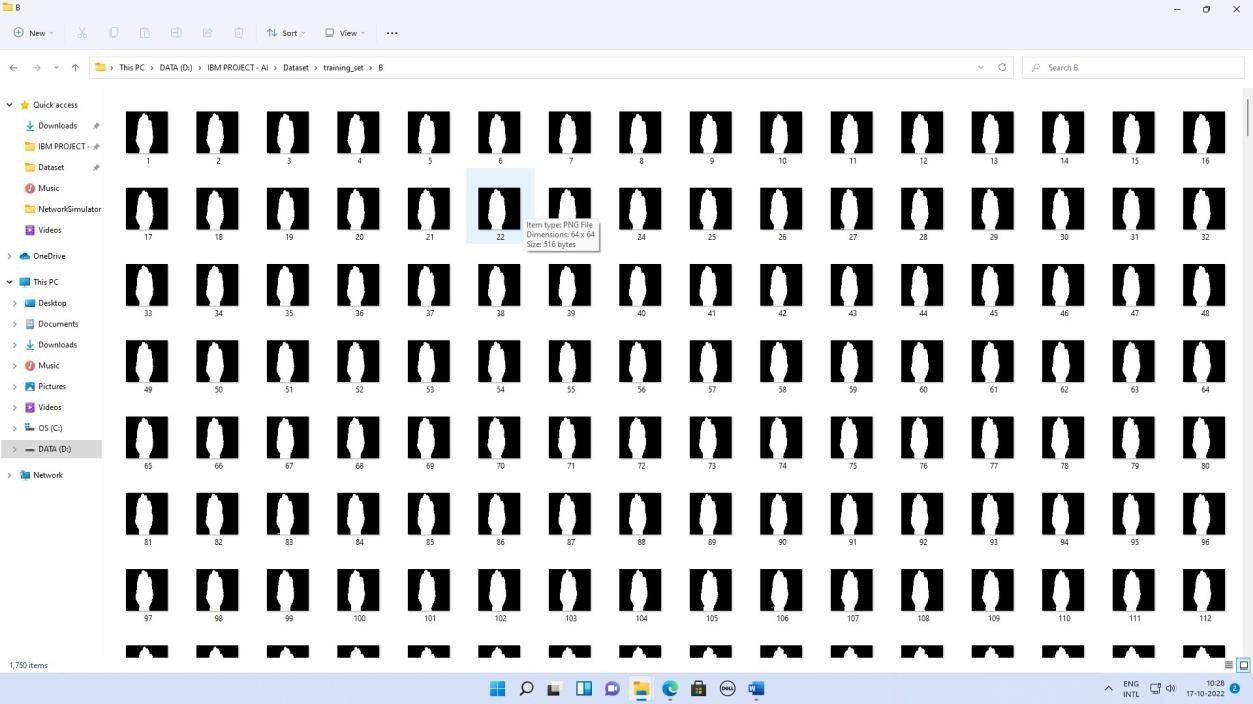 B
New
Sort
View
This PC > DATA (D:) > IBM PROJECT - AI > Dataset > training_set > B
Search B
Quick access
Downloads
IBM PROJECT -
Dataset
Music
NetworkSimulator
Videos
OneDrive
This PC
Desktop
Documents
Downloads
Music
Pictures
Videos
OS (C:)
DATA (D:)
Network
1 2 3 4 5 6 7 8 9 10 11 12 13 14 15 16
17 18 19 20 21 22 24 25 26 27 28 29 30 31 32
Item type: PNG File
Dimensions: 64 x 64
Size: 516 bytes
33 34 35 36 37 38 39 40 41 42 43 44 45 46 47 48
49 50 51 52 53 54 55 56 57 58 59 60 61 62 63 64
65 66 67 68 69 70 71 72 73 74 75 76 77 78 79 80
81 82 83 84 85 86 87 88 89 90 91 92 93 94 95 96
97 98 99 100 101 102 103 104 105 106 107 108 109 110 111 112
1,750 items
DELL
W
ENG
INTL
10:28
17-10-2022
2